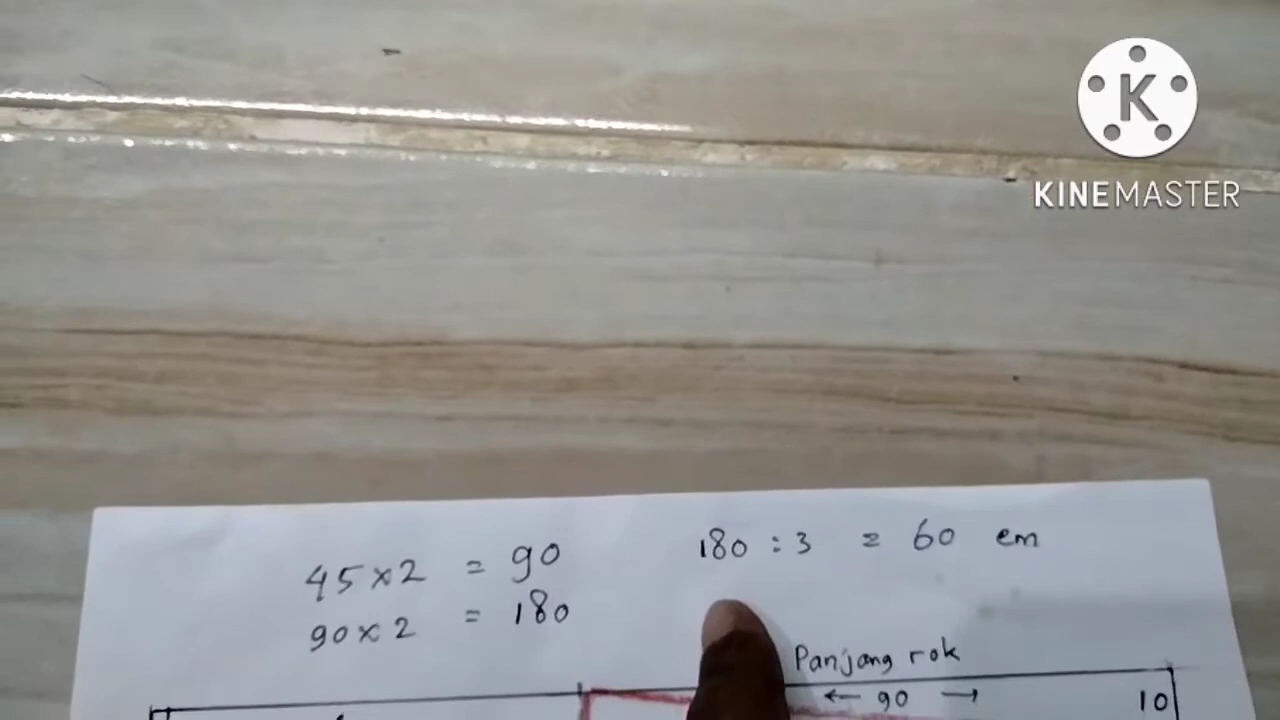 K
KINEMASTER
45 x 2 = 90
90 x 2 = 180
180 : 3 = 60 cm
Panjang rok
← 90 →
10